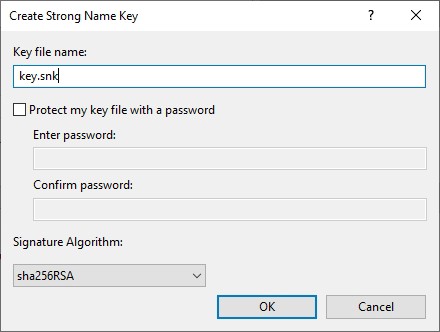 Create Strong Name Key
?
Key file name:
key.snk
Protect my key file with a password
Enter password:
Confirm password:
Signature Algorithm:
sha256RSA
OK
Cancel